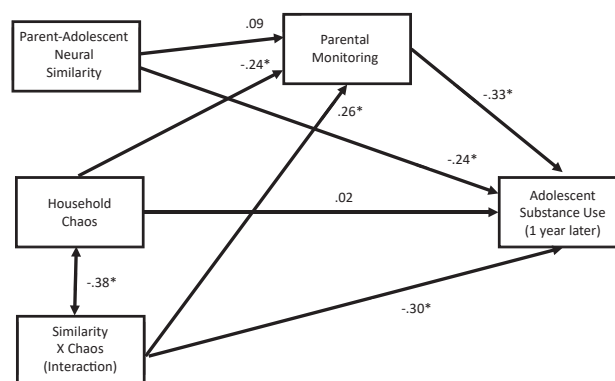 Parent-Adolescent
Neural
Similarity
.09
Parental
Monitoring
-.24*
.26*
-.33*
-.24*
Household
Chaos
.02
Adolescent
Substance Use
(1 year later)
-.38*
-.30*
Similarity
X Chaos
(Interaction)